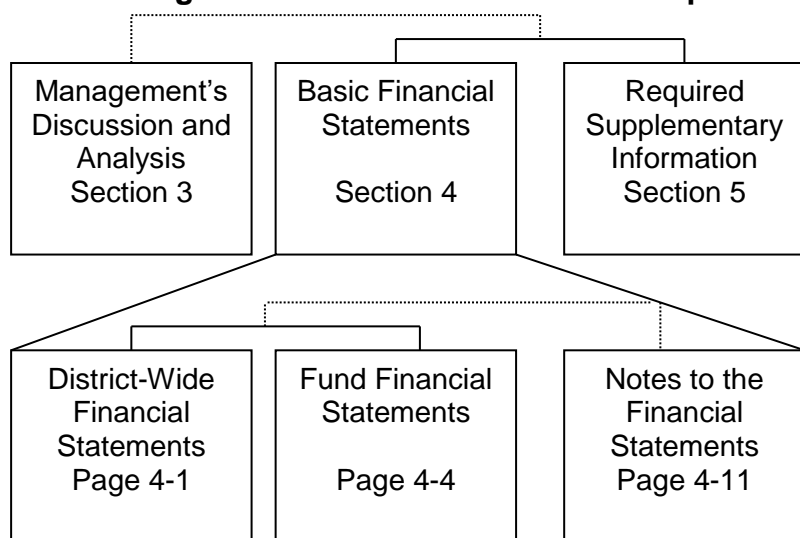 Management's
Discussion and
Analysis
Section 3
Basic Financial
Statements
Section 4
Required
Supplementary
Information
Section 5
District-Wide
Financial
Statements
Page 4-1
Fund Financial
Statements
Page 4-4
Notes to the
Financial
Statements
Page 4-11